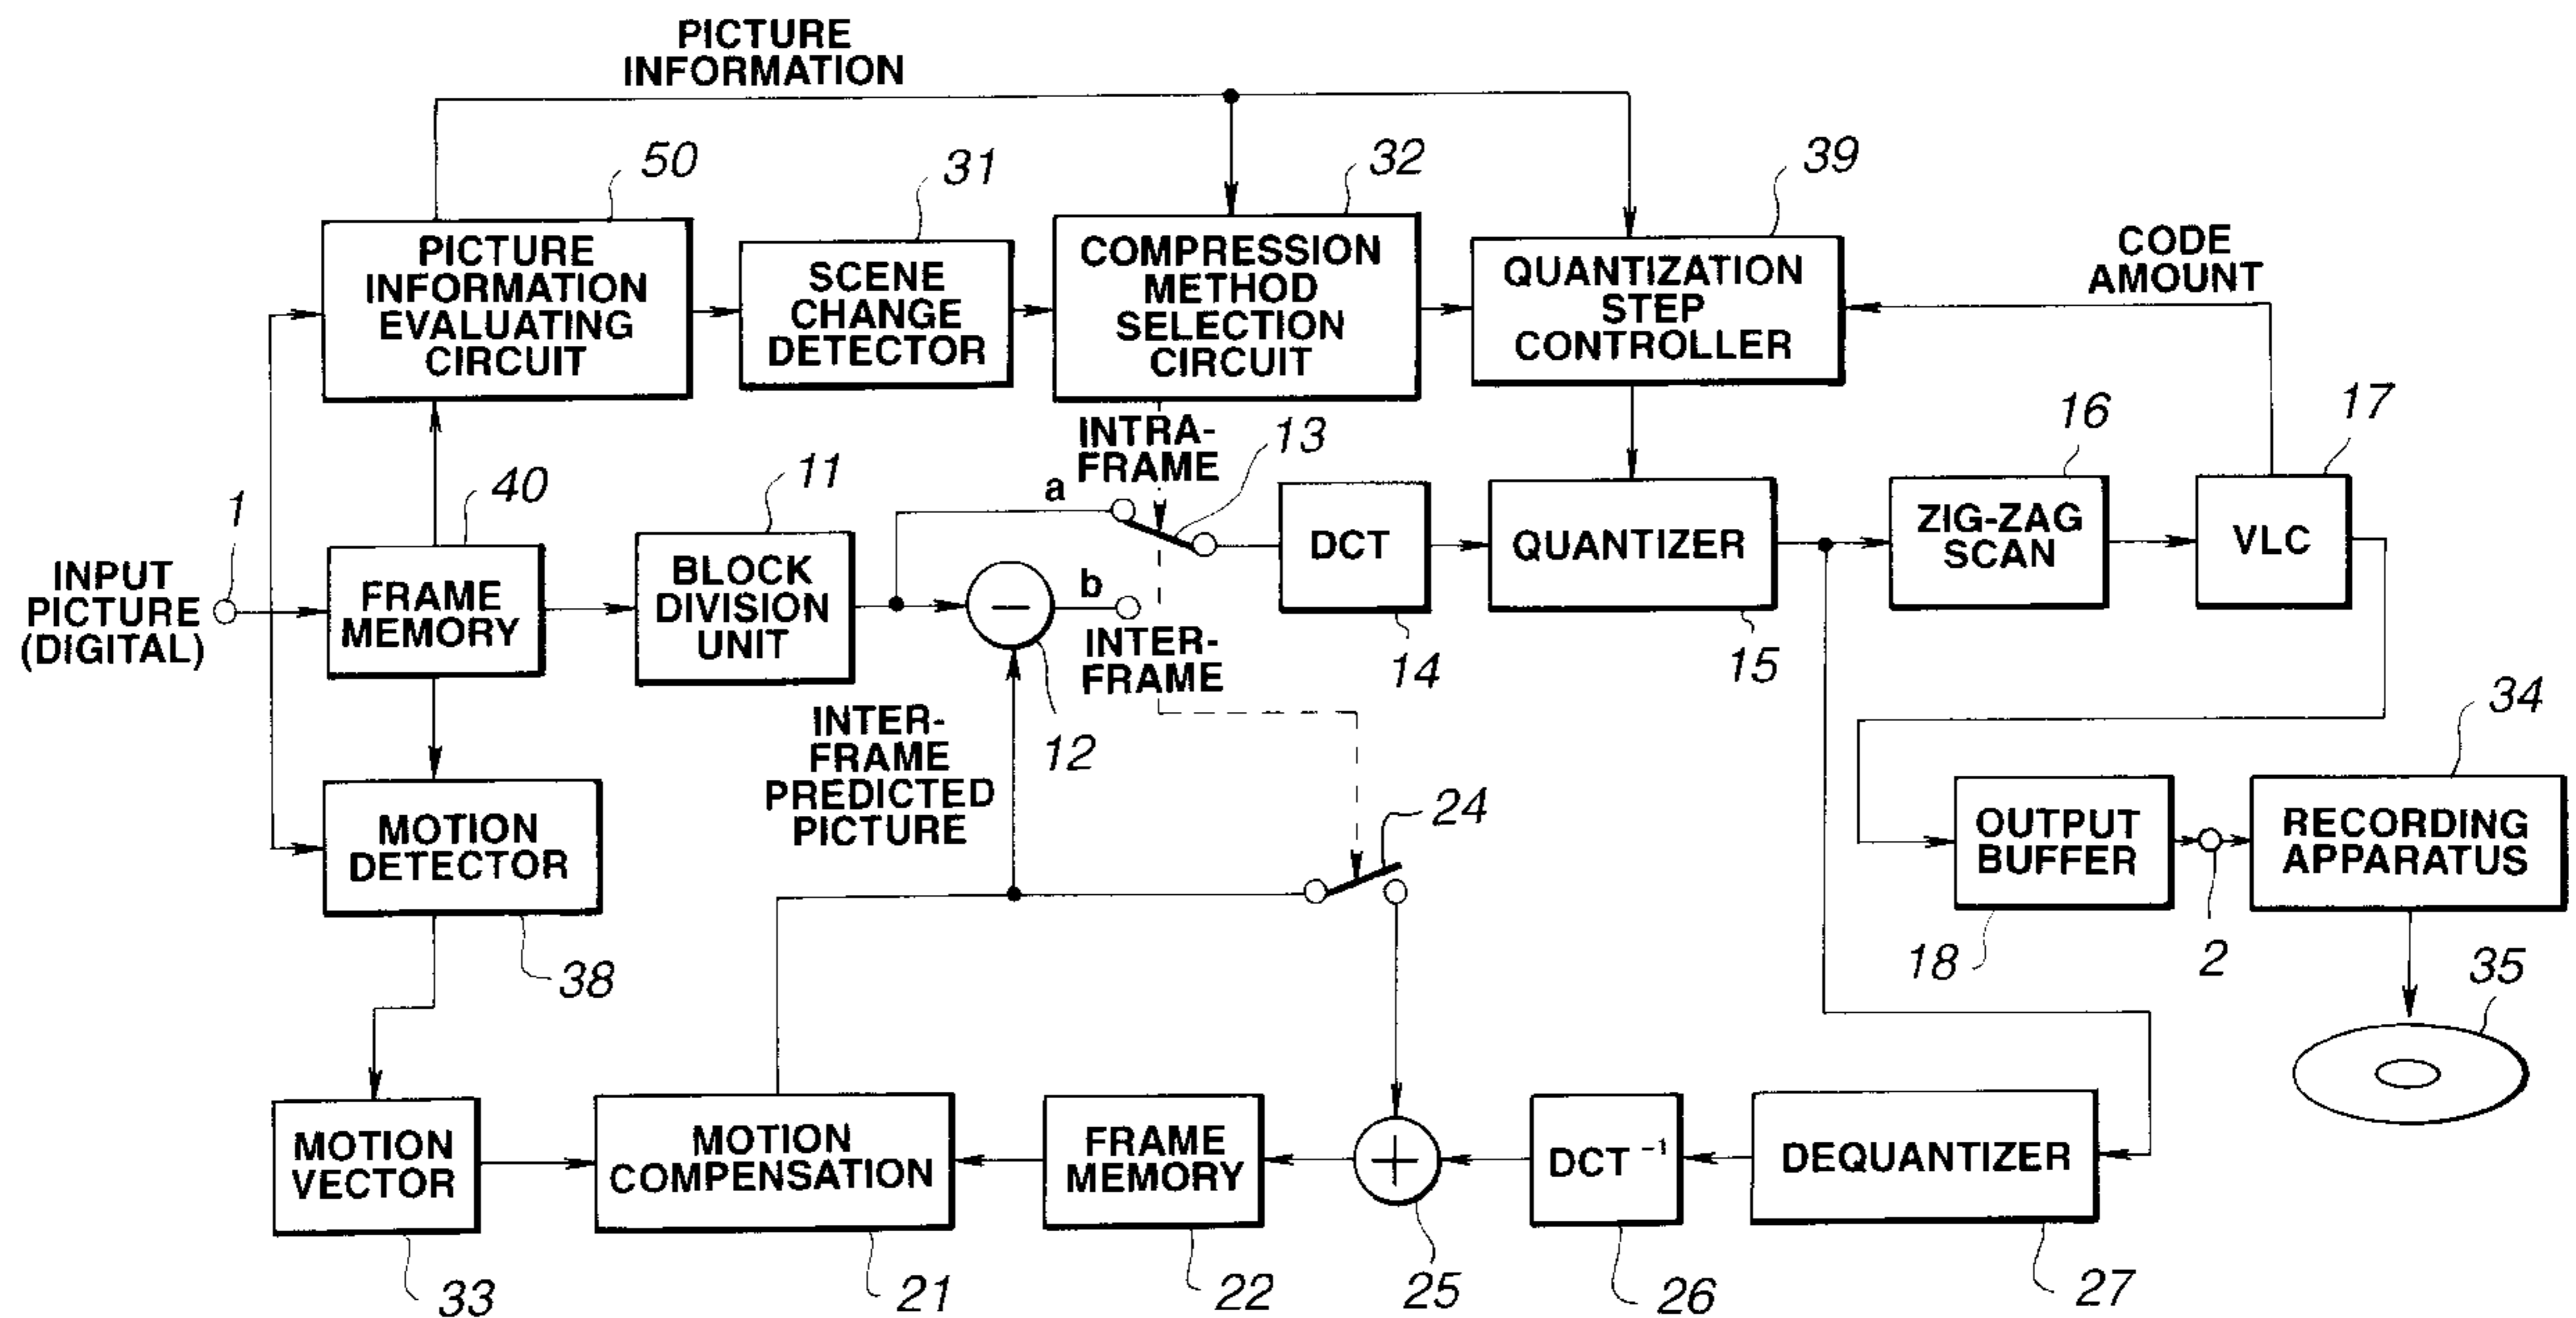 PICTURE
INFORMATION
50
31
32
39
PICTURE
INFORMATION
EVALUATING
CIRCUIT
SCENE
CHANGE
DETECTOR
COMPRESSION
METHOD
SELECTION
CIRCUIT
QUANTIZATION
STEP
CONTROLLER
CODE
AMOUNT
1
40
11
INTRA-
FRAME
13
16
17
a
INPUT
PICTURE
(DIGITAL)
FRAME
MEMORY
BLOCK
DIVISION
UNIT
−
b
INTER-
FRAME
DCT
QUANTIZER
ZIG-ZAG
SCAN
VLC
14
15
12
INTER-
FRAME
PREDICTED
PICTURE
34
24
MOTION
DETECTOR
OUTPUT
BUFFER
RECORDING
APPARATUS
38
18
2
35
MOTION
VECTOR
MOTION
COMPENSATION
FRAME
MEMORY
+
DCT -1
DEQUANTIZER
33
21
22
25
26
27